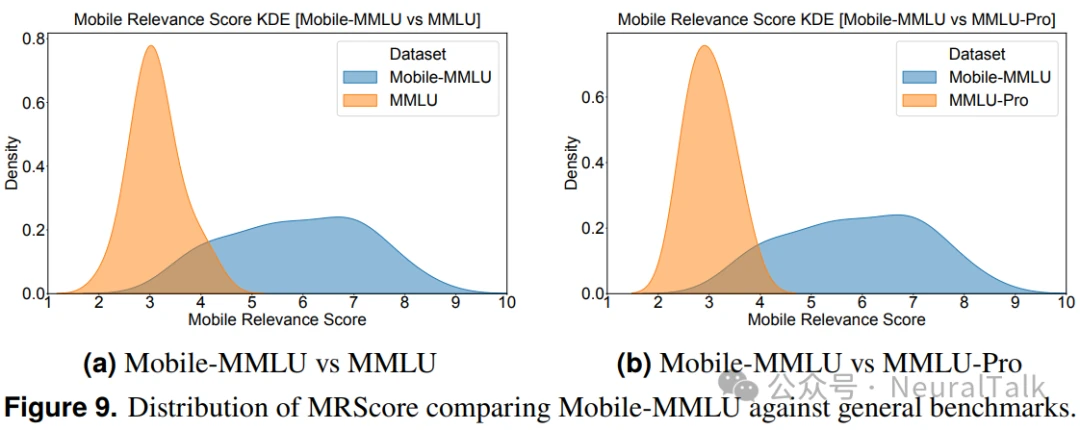 Mobile Relevance Score KDE [Mobile-MMLU vs MMLU]
0.8
0.6
0.4
0.2
0.0
Density
Dataset
Mobile-MMLU
MMLU
1 2 3 4 5 6 7 8 9 10
Mobile Relevance Score
(a) Mobile-MMLU vs MMLU
Mobile Relevance Score KDE [Mobile-MMLU vs MMLU-Pro]
0.6
0.4
0.2
0.0
Density
Dataset
Mobile-MMLU
MMLU-Pro
1 2 3 4 5 6 7 8 9 10
Mobile Relevance Score
(b) Mobile-MMLU vs MMLU-Pro
公众号 · NeuralTalk
Figure 9. Distribution of MRScore comparing Mobile-MMLU against general benchmarks.